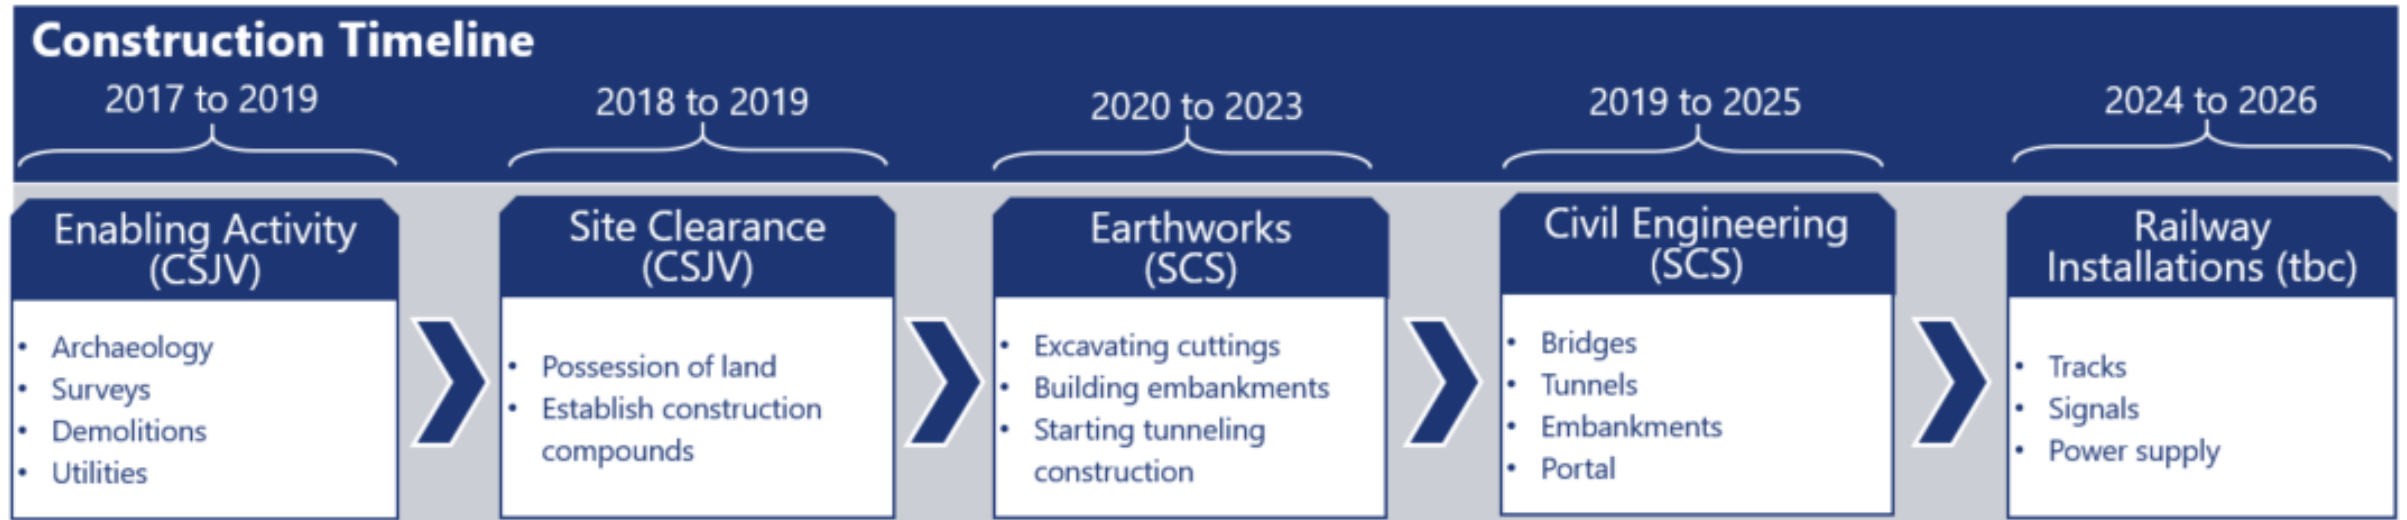 Construction Timeline
2017 to 2019
2018 to 2019
2020 to 2023
2019 to 2025
2024 to 2026
Enabling Activity
(CSJV)
• Archaeology
• Surveys
• Demolitions
• Utilities
Site Clearance
(CSJV)
• Possession of land
• Establish construction
compounds
Earthworks
(SCS)
• Excavating cuttings
• Building embankments
• Starting tunneling
construction
Civil Engineering
(SCS)
• Bridges
• Tunnels
• Embankments
• Portal
Railway
Installations (tbc)
• Tracks
• Signals
• Power supply